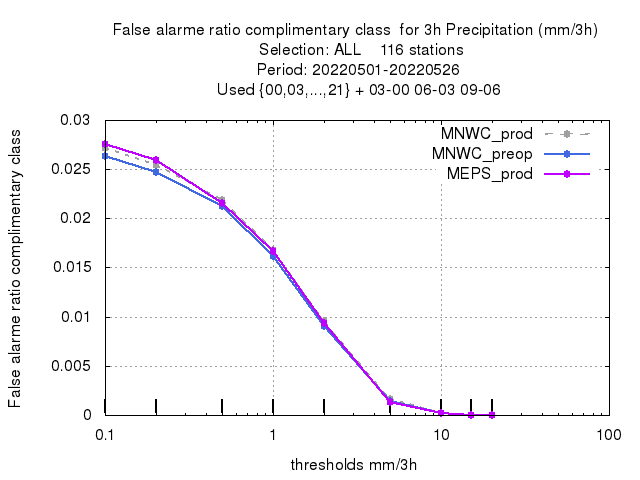 False alarme ratio complimentary class  for 3h Precipitation (mm/3h)
Selection: ALL    116 stations
Period: 20220501-20220526
Used {00,03,...,21} + 03-00 06-03 09-06
MNWC_prod
MNWC_preop
MEPS_prod
False alarme ratio complimentary class
0.03
0.025
0.02
0.015
0.01
0.005
0
0.1 1 10 100
thresholds mm/3h